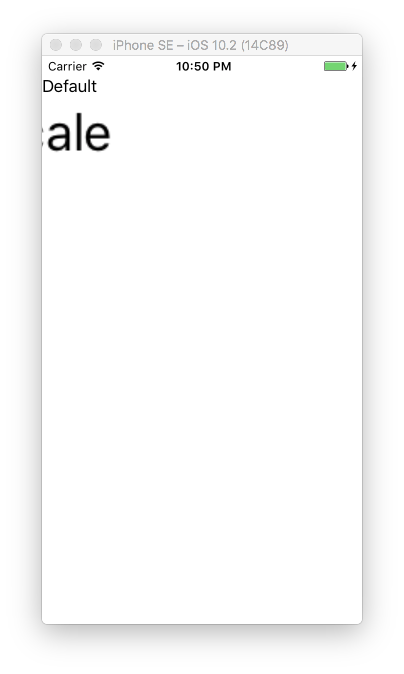 iPhone SE – iOS 10.2 (14C89)
Carrier 10:50 PM
Default
ale